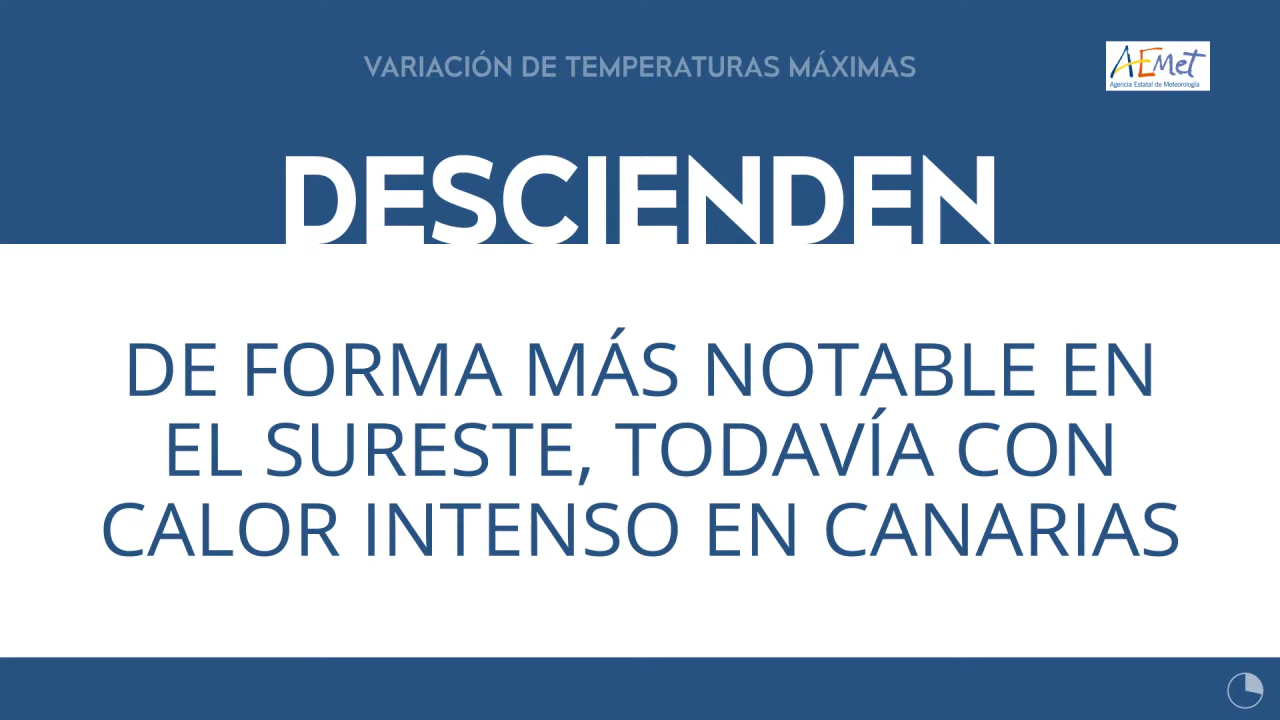 VARIACIÓN DE TEMPERATURAS MÁXIMAS
AEMet
Agencia Estatal de Meteorología
DESCIENDEN
DE FORMA MÁS NOTABLE EN
EL SURESTE, TODAVÍA CON
CALOR INTENSO EN CANARIAS